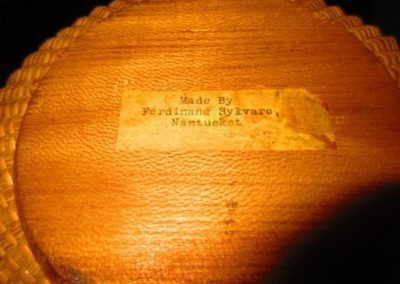 Made By
Ferdinand Sylvaro,
Nantucket